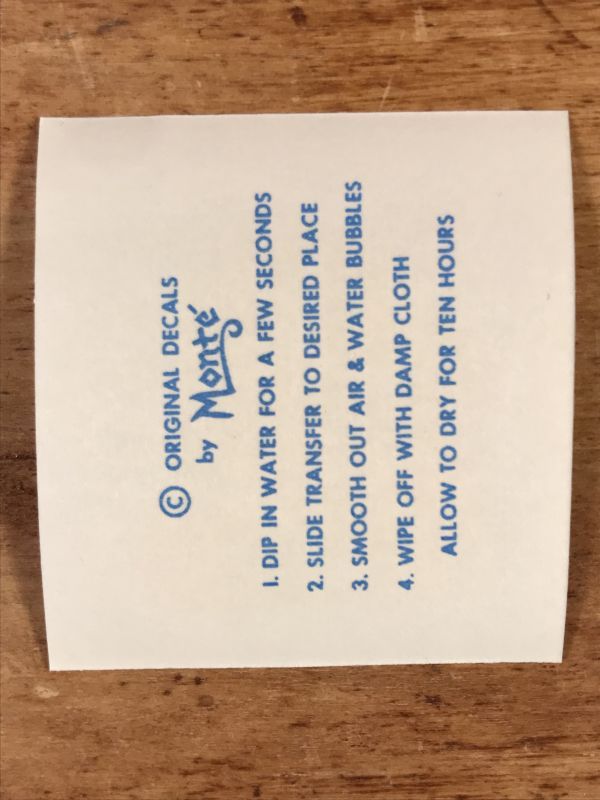 © ORIGINAL DECALS
by Monté
1. DIP IN WATER FOR A FEW SECONDS
2. SLIDE TRANSFER TO DESIRED PLACE
3. SMOOTH OUT AIR & WATER BUBBLES
4. WIPE OFF WITH DAMP CLOTH
ALLOW TO DRY FOR TEN HOURS